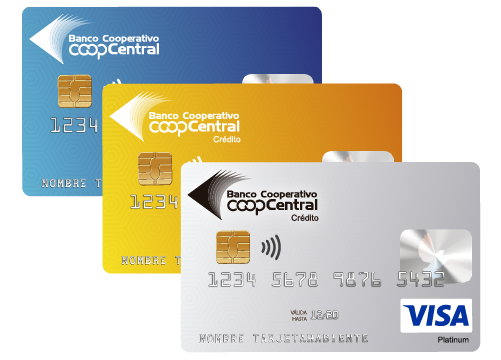 Banco Cooperativo
coopCentral
1234
NOMBRE T
Banco Cooperativo
coopCentral
Crédito
1234
NOMBRE TA
Banco Cooperativo
coopCentral
Crédito
1234 5678 9876 5432
VÁLIDA
HASTA 12/20
NOMBRE TARJETAHABIENTE
VISA
Platinum